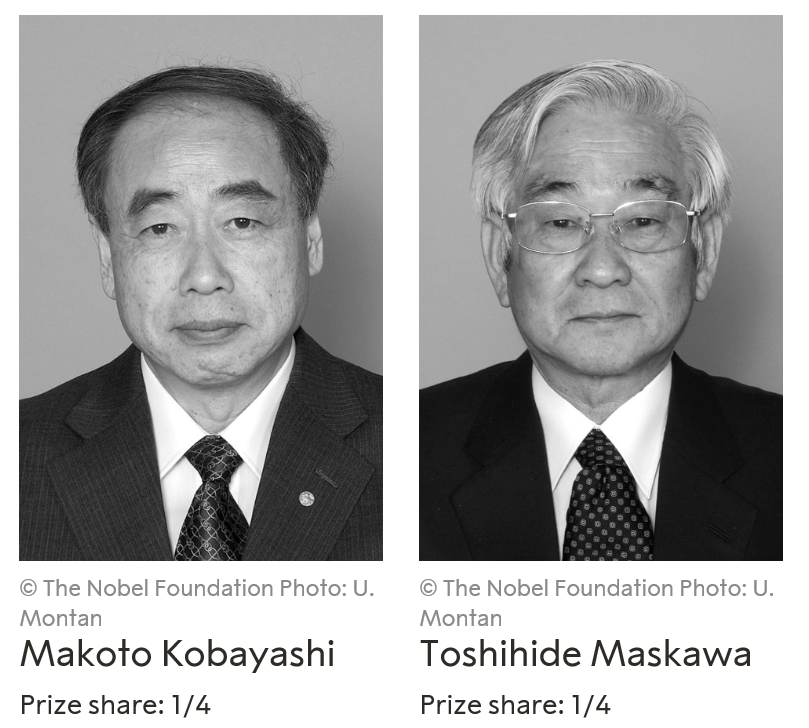 © The Nobel Foundation Photo: U.
Montan
Makoto Kobayashi
Prize share: 1/4
© The Nobel Foundation Photo: U.
Montan
Toshihide Maskawa
Prize share: 1/4